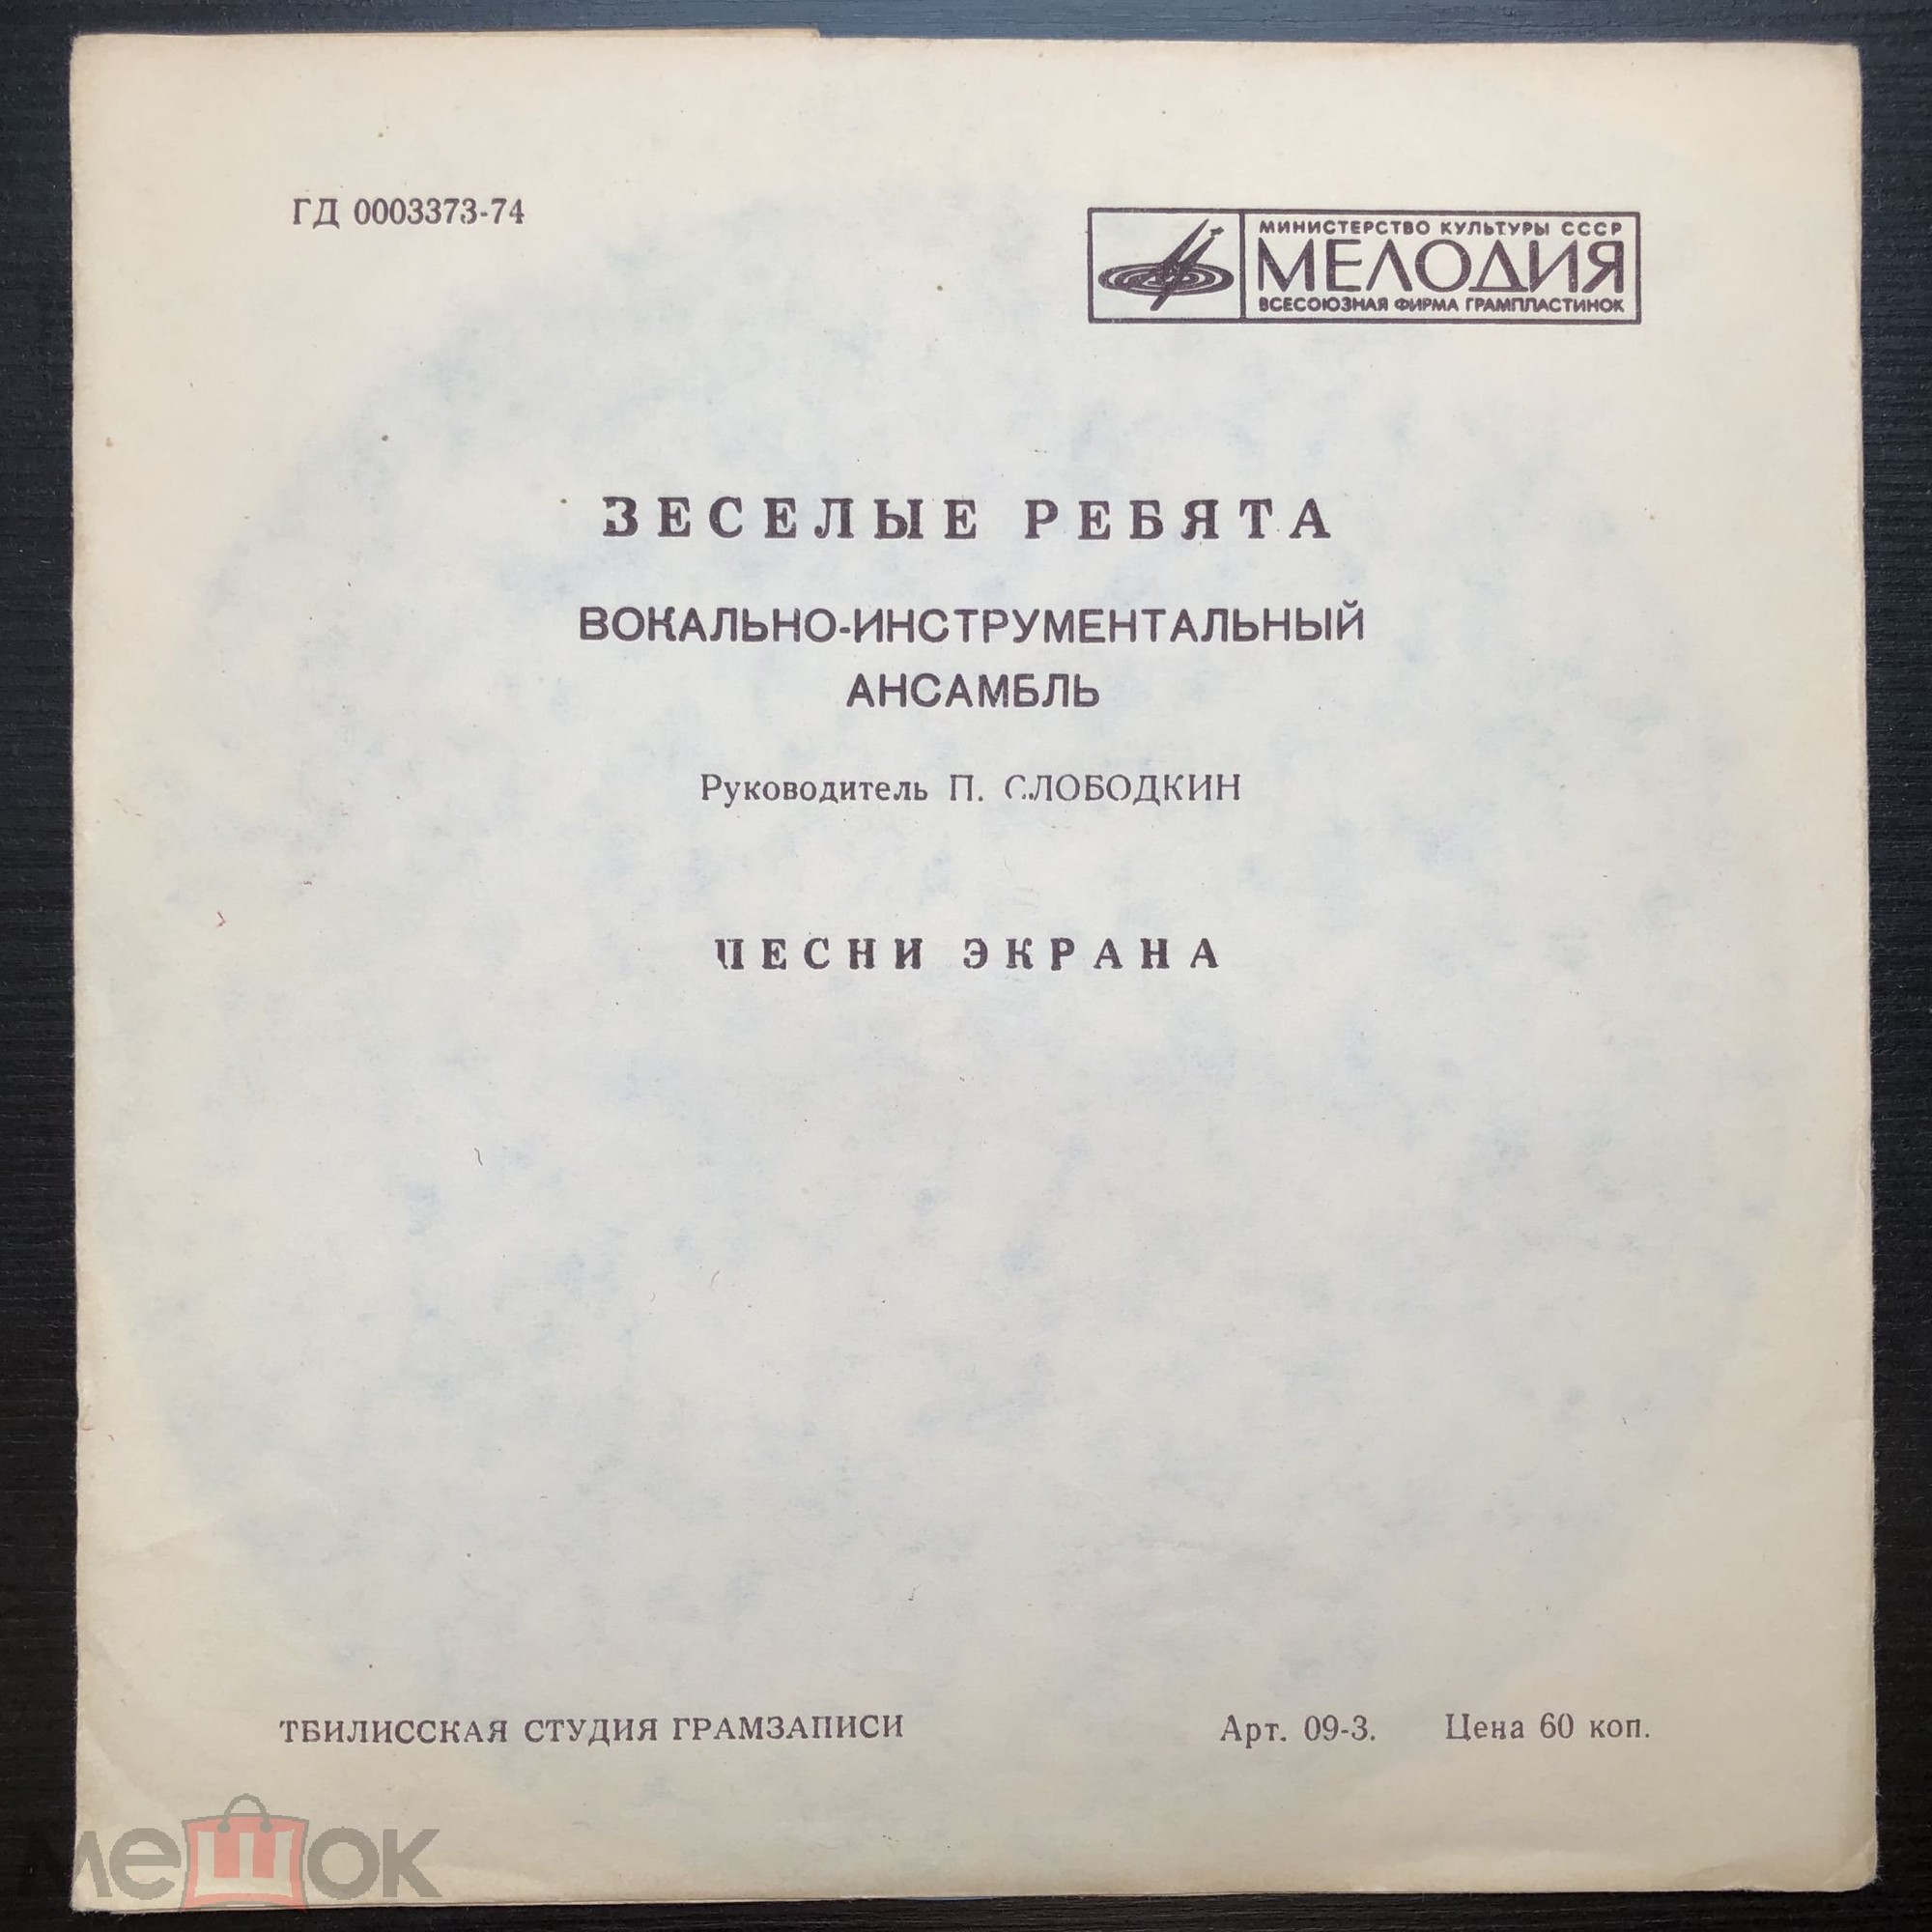 ГД 0003373-74
МИНИСТЕРСТВО КУЛЬТУРЫ СССР
МЕЛОДИЯ
ВСЕСОЮЗНАЯ ФИРМА ГРАМПЛАСТИНОК
ВЕСЕЛЫЕ РЕБЯТА
ВОКАЛЬНО-ИНСТРУМЕНТАЛЬНЫЙ
АНСАМБЛЬ
Руководитель П. СЛОБОДКИН
ПЕСНИ ЭКРАНА
ТБИЛИССКАЯ СТУДИЯ ГРАМЗАПИСИ
Арт. 09-3. Цена 60 коп.
мешок